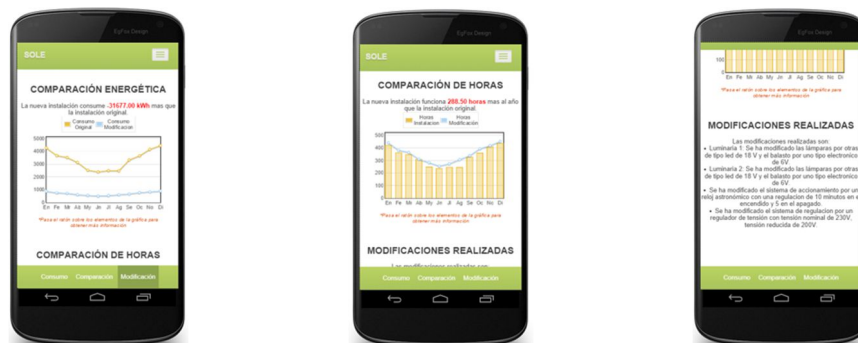 EgFox Design
SOLE
COMPARACIÓN ENERGÉTICA
La nueva instalación consume -31677.00 kWh mas que
la instalación original.
Consumo Original
Consumo Modificacion
5000
4000
3000
2000
1000
0
En Fe Mr Ab My Jn Jl Ag Se Oc No Di
*Pasa el ratón sobre los elementos de la gráfica para
obtener más información
COMPARACIÓN DE HORAS
Consumo Comparación Modificación
EgFox Design
SOLE
COMPARACIÓN DE HORAS
La nueva instalación funciona 288.50 horas mas al año
que la instalación original.
Horas Instalacion
Horas Modificación
500
400
300
200
100
0
En Fe Mr Ab My Jn Jl Ag Se Oc No Di
*Pasa el ratón sobre los elementos de la gráfica para
obtener más información
MODIFICACIONES REALIZADAS
Las modificaciones realizadas son:
Consumo Comparación Modificación
EgFox Design
100
0
En Fe Mr Ab My Jn Jl Ag Se Oc No Di
*Pasa el ratón sobre los elementos de la gráfica para
obtener más información
MODIFICACIONES REALIZADAS
Las modificaciones realizadas son:
• Luminaria 1: Se ha modificado las lámparas por otras
de tipo led de 18 V y el balasto por uno tipo electronico
de 6V
• Luminaria 2: Se ha modificado las lámparas por otras
de tipo led de 18 V y el balasto por uno tipo electronico
de 6V
• Se ha modificado el sistema de accionamiento por un
reloj astronómico con una regulacion de 10 minutos en el
encendido y 5 en el apagado.
• Se ha modificado el sistema de regulacion por un
regulador de tensión con tensión nominal de 230V,
tensión reducida de 200V.
Consumo Comparación Modificación